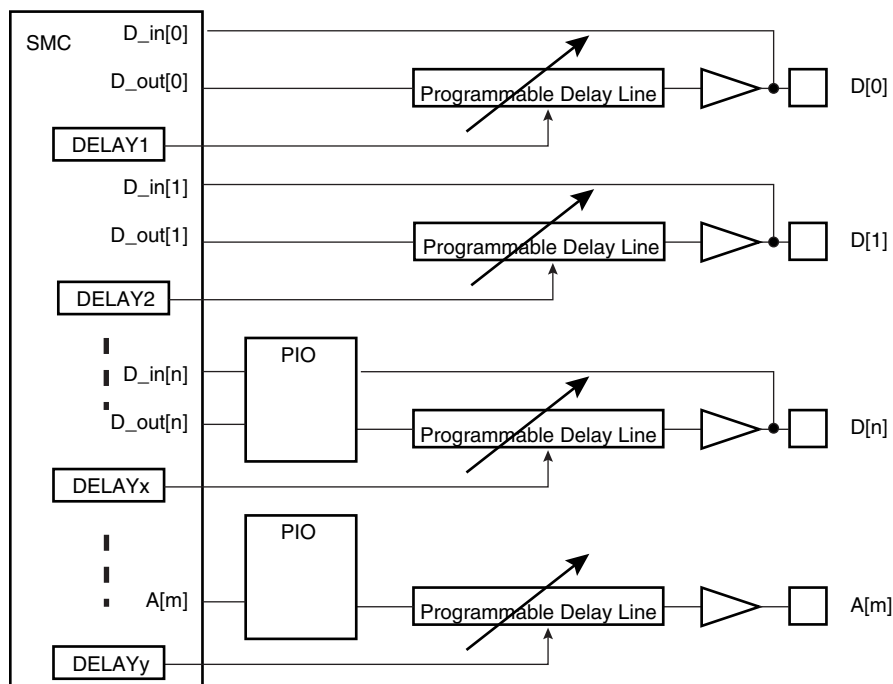 SMC
D_in[0]
D_out[0]
Programmable Delay Line
D[0]
DELAY1
D_in[1]
D_out[1]
Programmable Delay Line
D[1]
DELAY2
PIO
D_in[n]
D_out[n]
Programmable Delay Line
D[n]
DELAYx
PIO
A[m]
Programmable Delay Line
A[m]
DELAYy